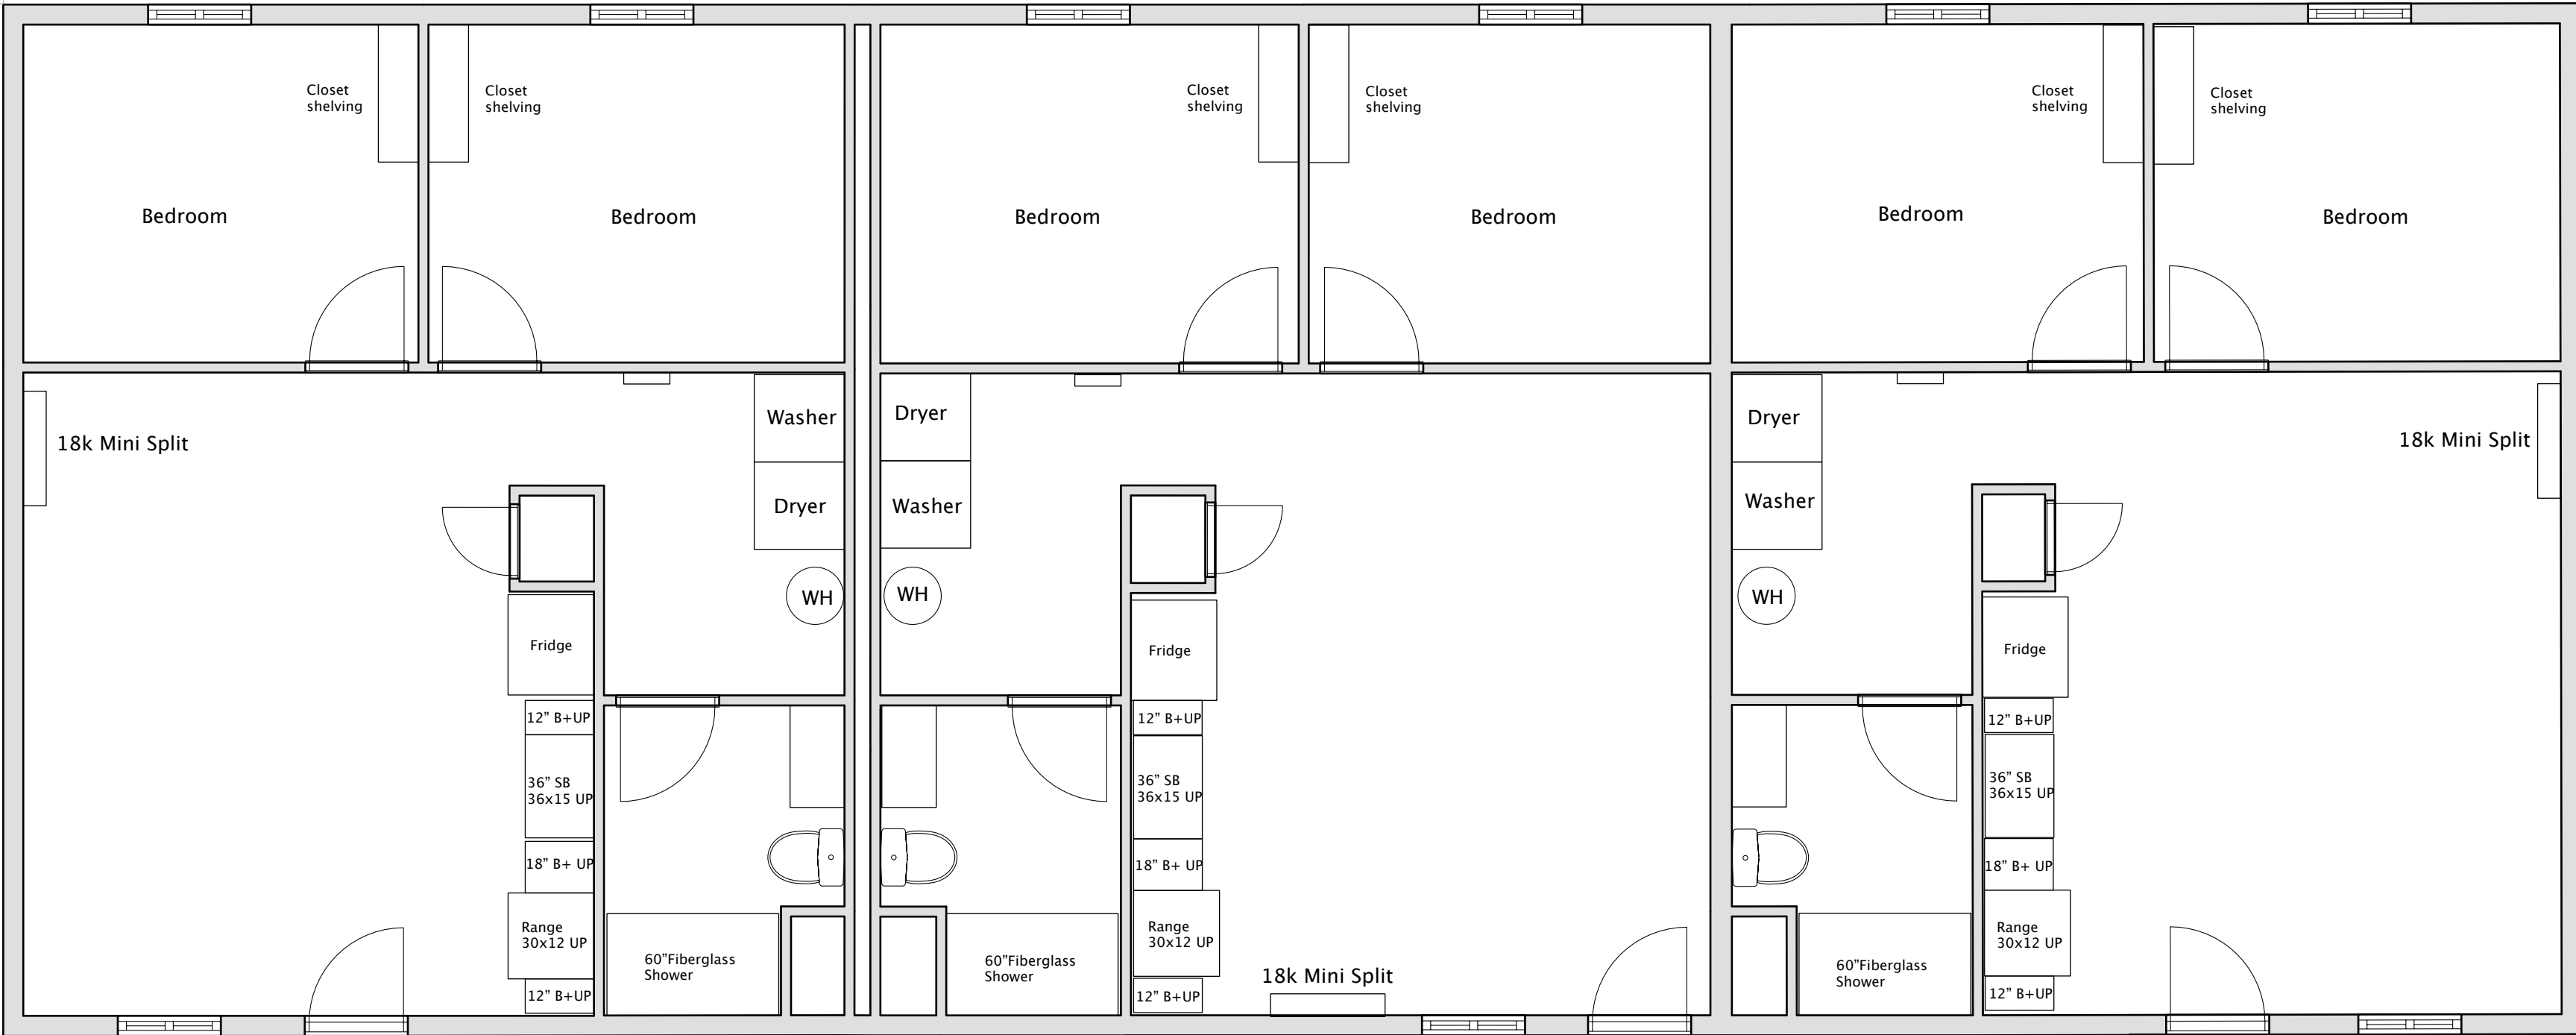 Closet
shelving
Closet
shelving
Bedroom
Bedroom
18k Mini Split
Washer
Dryer
WH
Fridge
12” B+UP
36” SB
36x15 UP
18” B+ UP
Range
30x12 UP
12” B+UP
60”Fiberglass
Shower
Closet
shelving
Closet
shelving
Bedroom
Bedroom
Dryer
Washer
WH
Fridge
12” B+UP
36” SB
36x15 UP
18” B+ UP
Range
30x12 UP
12” B+UP
60”Fiberglass
Shower
18k Mini Split
Closet
shelving
Closet
shelving
Bedroom
Bedroom
Dryer
Washer
WH
18k Mini Split
Fridge
12” B+UP
36” SB
36x15 UP
18” B+ UP
Range
30x12 UP
12” B+UP
60”Fiberglass
Shower